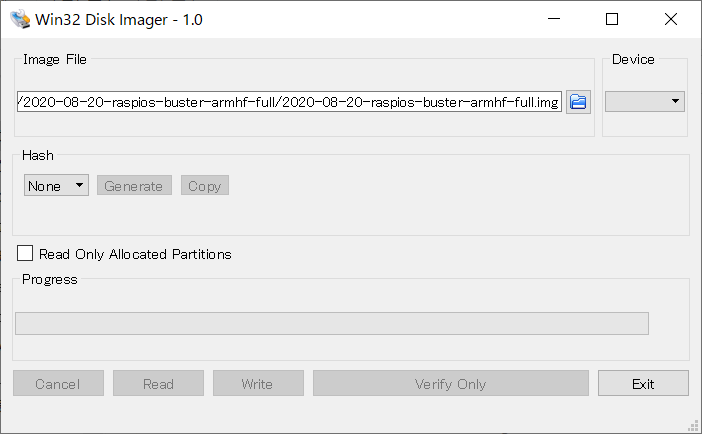 Win32 Disk Imager - 1.0
Image File
Device
/2020-08-20-raspios-buster-armhf-full/2020-08-20-raspios-buster-armhf-full.img
Hash
None
Generate
Copy
Read Only Allocated Partitions
Progress
Cancel
Read
Write
Verify Only
Exit